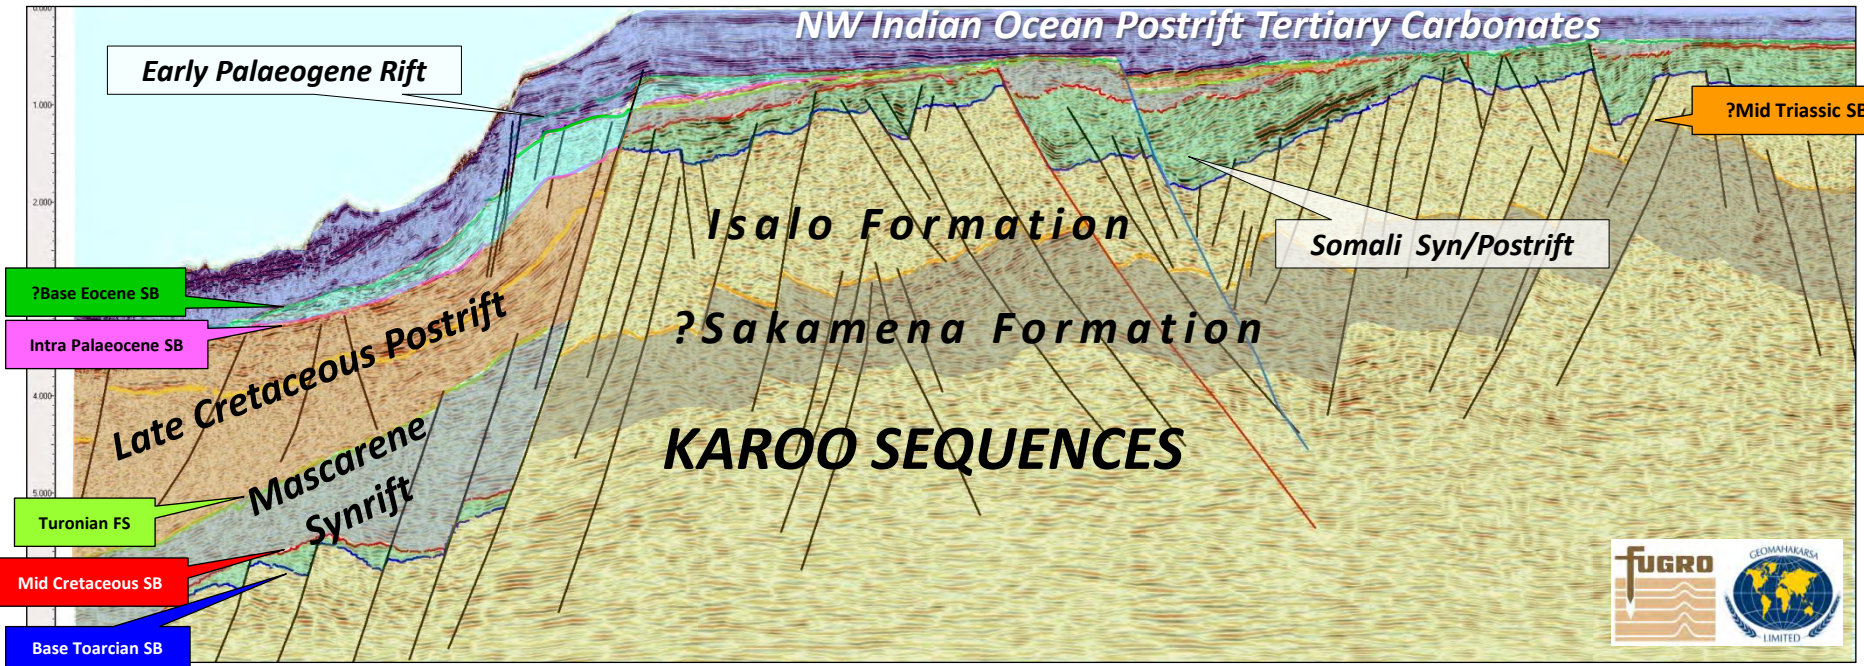 0.000
NW Indian Ocean Postrift Tertiary Carbonates
Early Palaeogene Rift
1.000
?Mid Triassic SB
2.000
Isalo Formation
Somali Syn/Postrift
?Base Eocene SB
?Sakamena Formation
Intra Palaeocene SB
Late Cretaceous Postrift
4.000
KAROO SEQUENCES
Mascarene
Synrift
5.000
Turonian FS
Mid Cretaceous SB
Base Toarcian SB
FUGRO
GEOMAHAKARSA
LIMITED